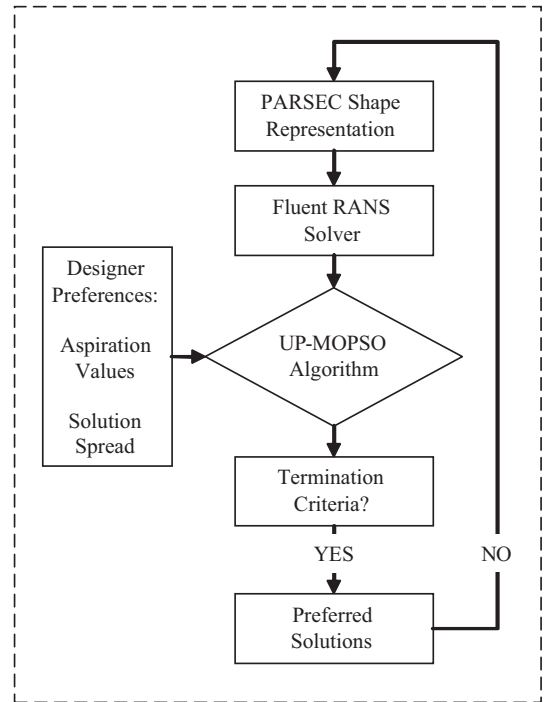 PARSEC Shape
Representation
Fluent RANS
Solver
Designer
Preferences:
Aspiration
Values
Solution
Spread
UP-MOPSO
Algorithm
Termination
Criteria?
YES
NO
Preferred
Solutions